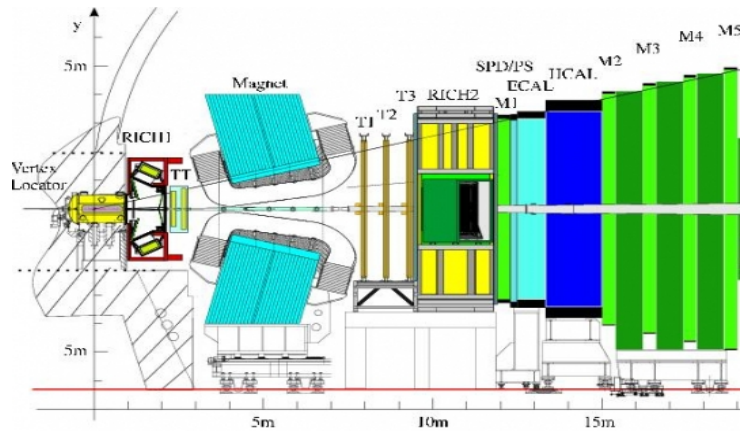 y
5m
Vertex
Locator
RICH1
TT
Magnet
T1
T2
T3
RICH2
M1
SPD/PS
ECAL
HCAL
M2
M3
M4
M5
5m
5m
10m
15m